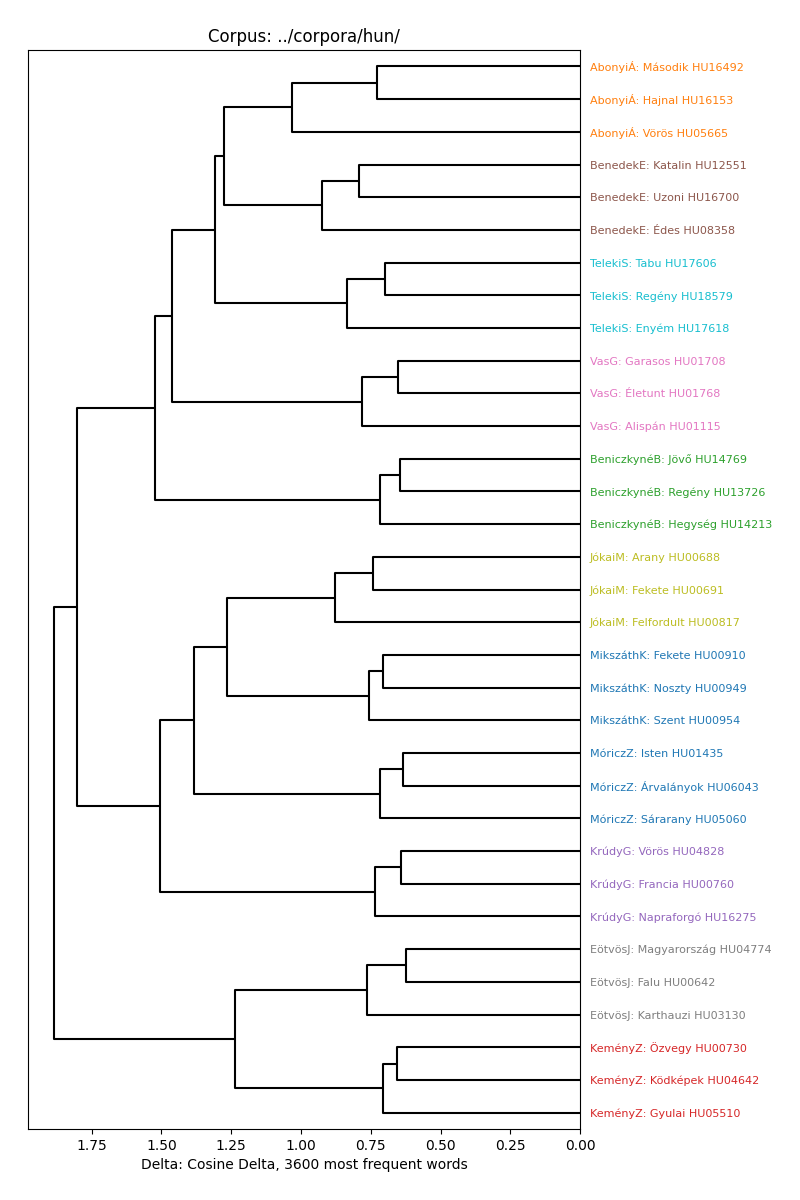 Corpus: ../corpora/hun/
AbonyiÁ: Második HU16492
AbonyiÁ: Hajnal HU16153
AbonyiÁ: Vörös HU05665
BenedekE: Katalin HU12551
BenedekE: Uzoni HU16700
BenedekE: Édes HU08358
TelekiS: Tabu HU17606
TelekiS: Regény HU18579
TelekiS: Enyém HU17618
VasG: Garasos HU01708
VasG: Életunt HU01768
VasG: Alispán HU01115
BeniczkynéB: Jövő HU14769
BeniczkynéB: Regény HU13726
BeniczkynéB: Hegység HU14213
JókaiM: Arany HU00688
JókaiM: Fekete HU00691
JókaiM: Felfordult HU00817
MikszáthK: Fekete HU00910
MikszáthK: Noszty HU00949
MikszáthK: Szent HU00954
MóriczZ: Isten HU01435
MóriczZ: Árvalányok HU06043
MóriczZ: Sárarany HU05060
KrúdyG: Vörös HU04828
KrúdyG: Francia HU00760
KrúdyG: Napraforgó HU16275
EötvösJ: Magyarország HU04774
EötvösJ: Falu HU00642
EötvösJ: Karthauzi HU03130
KeményZ: Özvegy HU00730
KeményZ: Ködképek HU04642
KeményZ: Gyulai HU05510
1.75 1.50 1.25 1.00 0.75 0.50 0.25 0.00
Delta: Cosine Delta, 3600 most frequent words